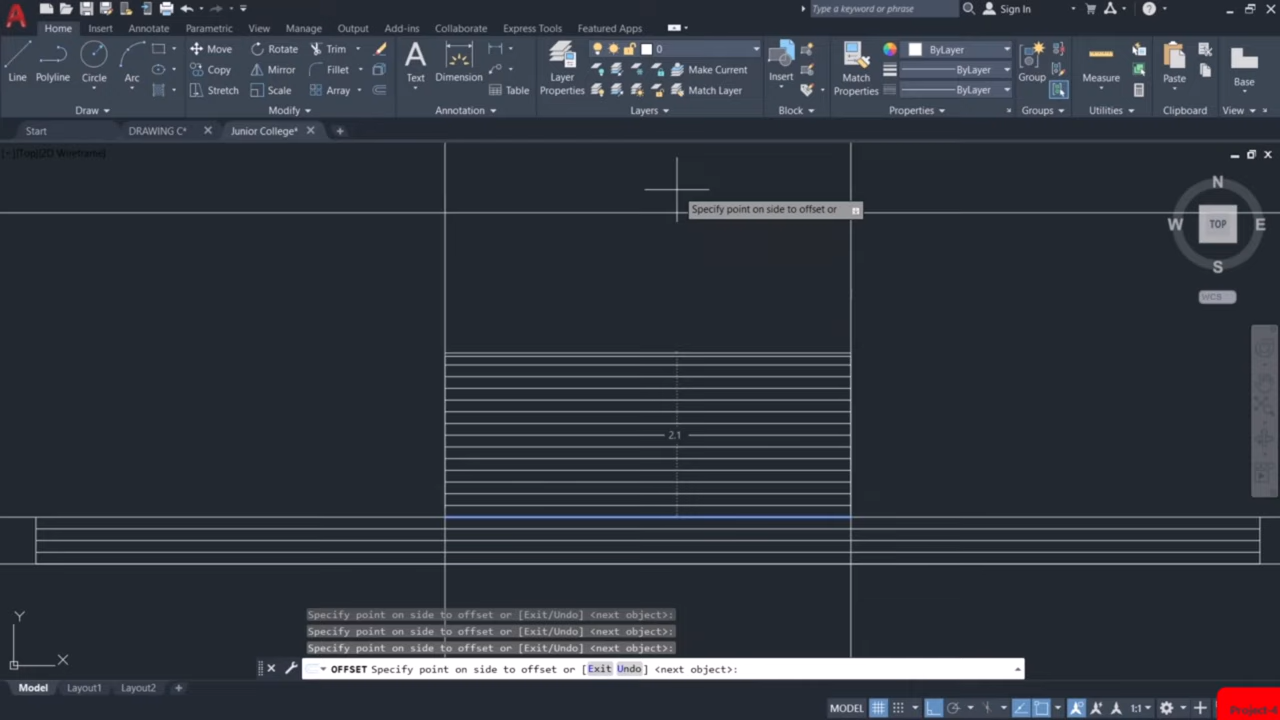 Type a keyword or phrase
Sign In
Home Insert Annotate Parametric View Manage Output Add-ins Collaborate Express Tools Featured Apps
Line Polyline Circle Arc
Move Rotate Trim
Copy Mirror Fillet
Stretch Scale Array
Text Dimension
Table
Layer Properties
0
Make Current
Match Layer
Insert
Match Properties
ByLayer
ByLayer
ByLayer
Group
Measure
Paste
Base
Draw Modify Annotation Layers Block Properties Groups Utilities Clipboard View
Start DRAWING C* Junior College*
[-][Top][2D Wireframe]
N
W TOP E
S
WCS
Specify point on side to offset or
2.1
Y
X
Specify point on side to offset or [Exit/Undo] <next object>:
Specify point on side to offset or [Exit/Undo] <next object>:
Specify point on side to offset or [Exit/Undo] <next object>:
OFFSET Specify point on side to offset or [Exit Undo] <next object>:
Model Layout1 Layout2
MODEL 1:1